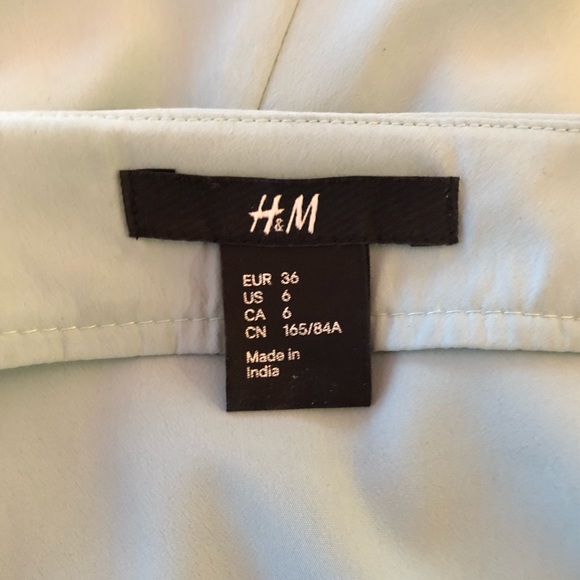 H&M
EUR 36
US 6
CA 6
CN 165/84A
Made in
India